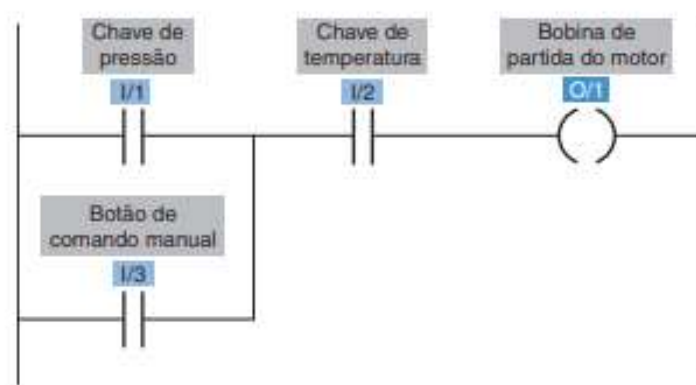 Chave de
pressão
I/1
Chave de
temperatura
I/2
Bobina de
partida do motor
O/1
Botão de
comando manual
I/3